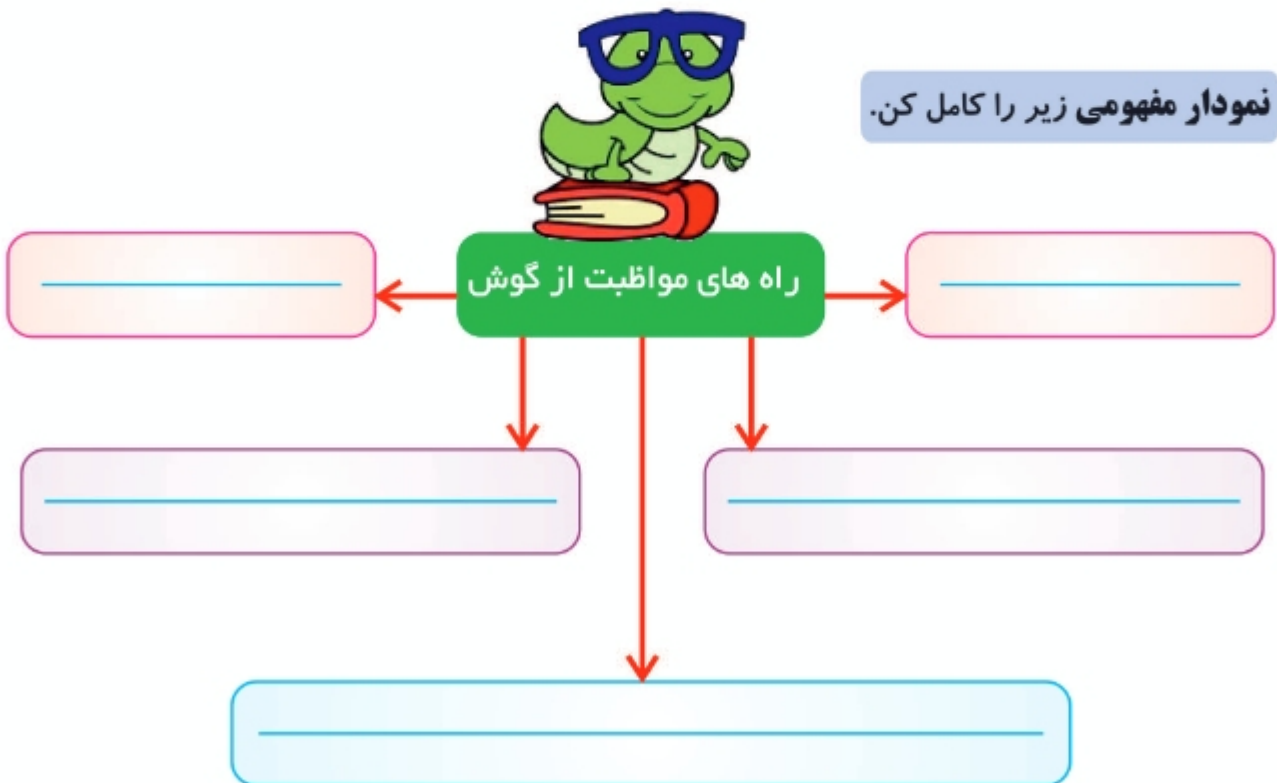 نمودار مفهومی زیر را کامل کن.
راه های مواظبت از گوش